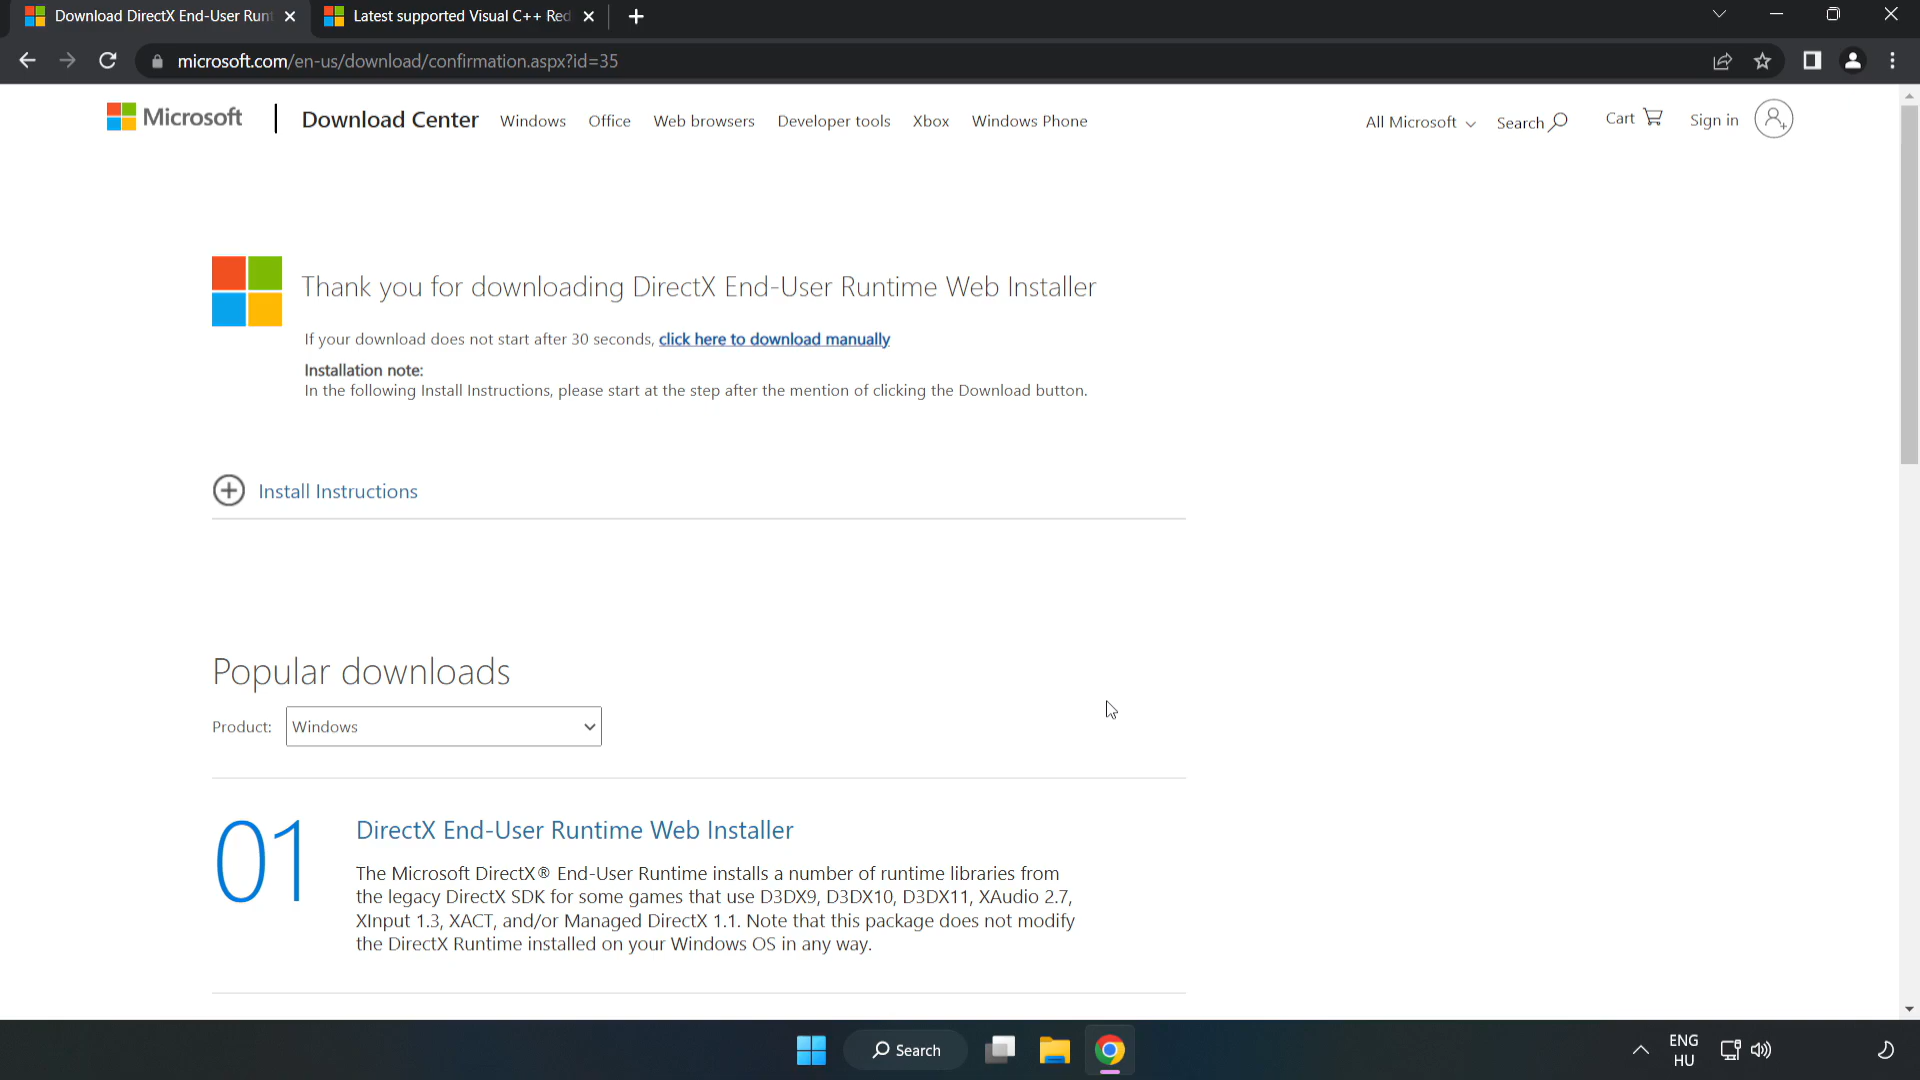 Download DirectX End-User Runt
Latest supported Visual C++ Red
microsoft.com/en-us/download/confirmation.aspx?id=35
Microsoft
Download Center
Windows
Office
Web browsers
Developer tools
Xbox
Windows Phone
All Microsoft
Search
Cart
Sign in
Thank you for downloading DirectX End-User Runtime Web Installer
If your download does not start after 30 seconds, click here to download manually
Installation note:
In the following Install Instructions, please start at the step after the mention of clicking the Download button.
Install Instructions
Popular downloads
Product:
Windows
01
DirectX End-User Runtime Web Installer
The Microsoft DirectX® End-User Runtime installs a number of runtime libraries from
the legacy DirectX SDK for some games that use D3DX9, D3DX10, D3DX11, XAudio 2.7,
XInput 1.3, XACT, and/or Managed DirectX 1.1. Note that this package does not modify
the DirectX Runtime installed on your Windows OS in any way.
Search
ENG
HU